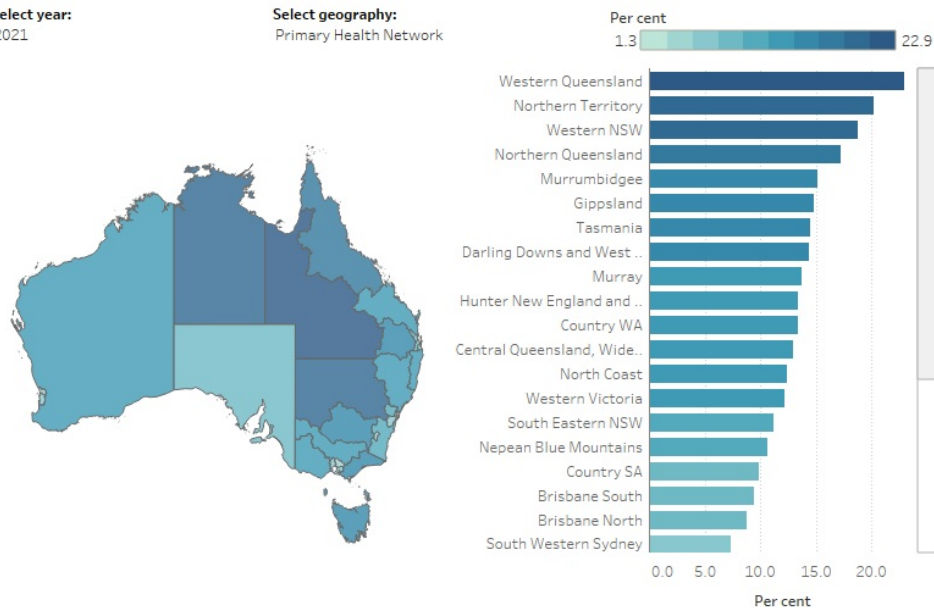 elect year:
2021
Select geography:
Primary Health Network
Per cent
1.3
22.9
Western Queensland
Northern Territory
Western NSW
Northern Queensland
Murrumbidgee
Gippsland
Tasmania
Darling Downs and West ..
Murray
Hunter New England and ..
Country WA
Central Queensland, Wide..
North Coast
Western Victoria
South Eastern NSW
Nepean Blue Mountains
Country SA
Brisbane South
Brisbane North
South Western Sydney
0.0 5.0 10.0 15.0 20.0
Per cent